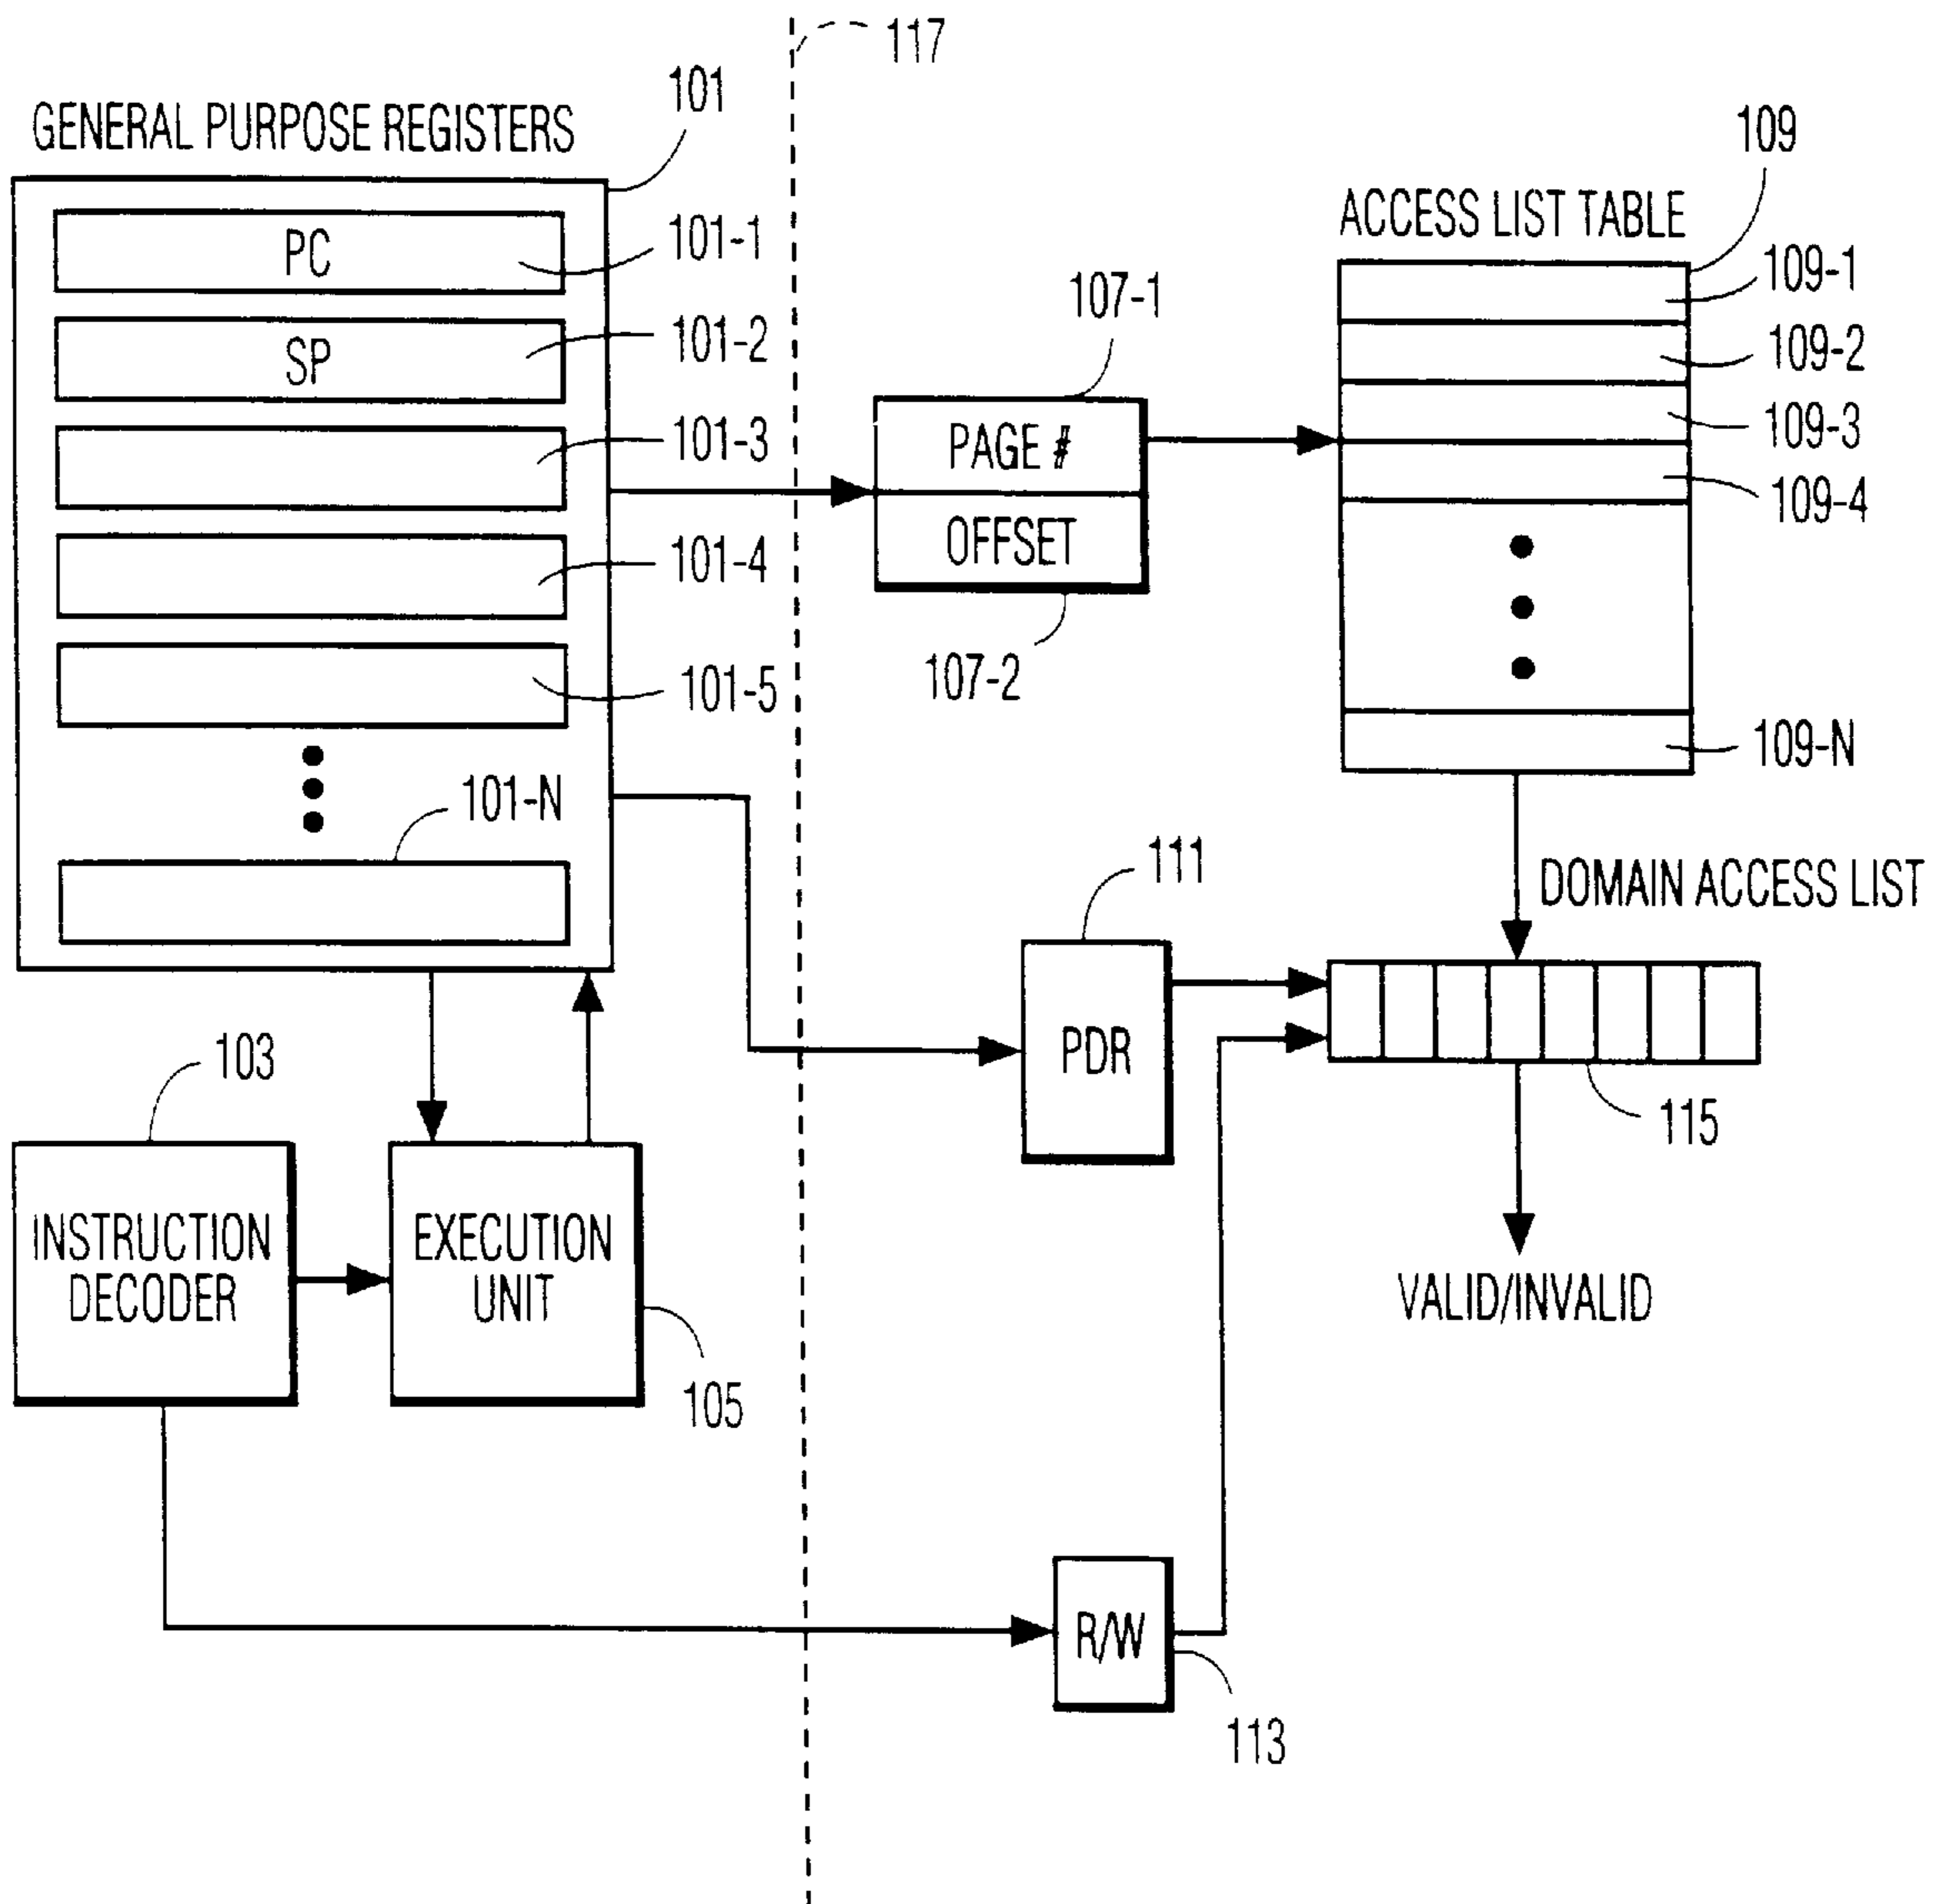 117
101
GENERAL PURPOSE REGISTERS
109
ACCESS LIST TABLE
PC
101-1
109-1
SP
101-2
107-1
109-2
101-3
PAGE #
109-3
109-4
OFFSET
101-4
101-5
107-2
109-N
101-N
111
DOMAIN ACCESS LIST
103
PDR
115
INSTRUCTION
DECODER
EXECUTION
UNIT
VALID/INVALID
105
R/W
113